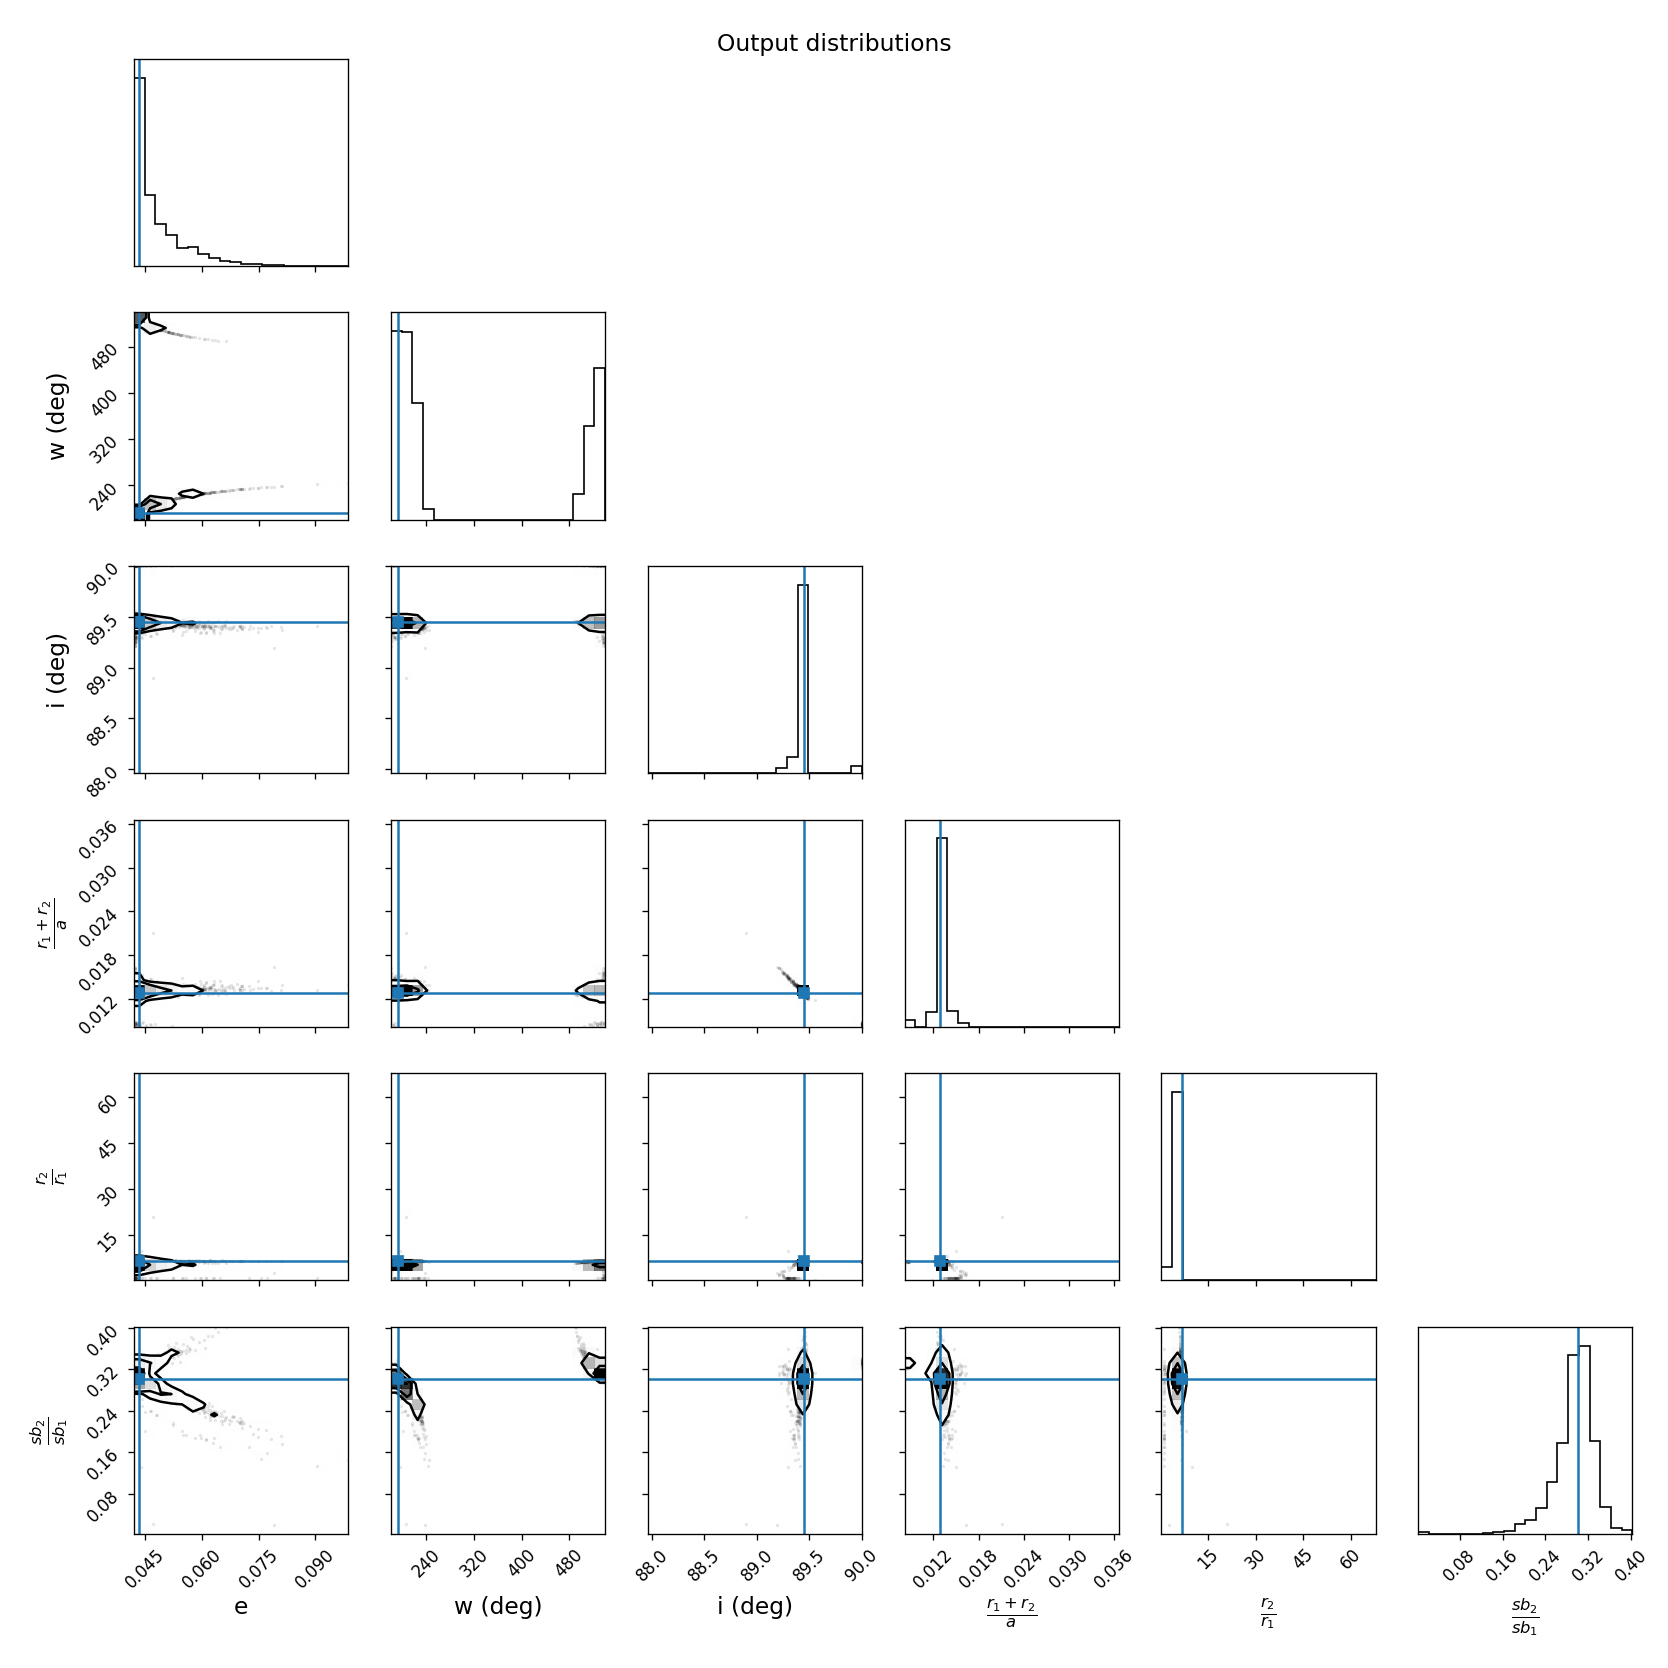 Output distributions
w (deg)
480
400
320
240
i (deg)
90.0
89.5
89.0
88.5
88.0
r₁ + r₂
a
0.036
0.030
0.024
0.018
0.012
r₂
r₁
60
45
30
15
sb₂
sb₁
0.40
0.32
0.24
0.16
0.08
0.045 0.060 0.075 0.090 240 320 400 480 88.0 88.5 89.0 89.5 90.0 0.012 0.018 0.024 0.030 0.036 15 30 45 60 0.08 0.16 0.24 0.32 0.40
e w (deg) i (deg) r₁ + r₂ r₂ sb₂
a r₁ sb₁